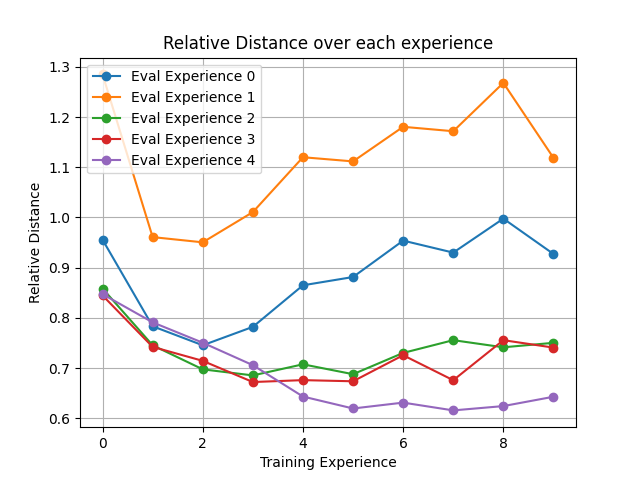 Relative Distance over each experience
1.3
1.2
1.1
1.0
0.9
0.8
0.7
0.6
Relative Distance
Eval Experience 0
Eval Experience 1
Eval Experience 2
Eval Experience 3
Eval Experience 4
0 2 4 6 8
Training Experience